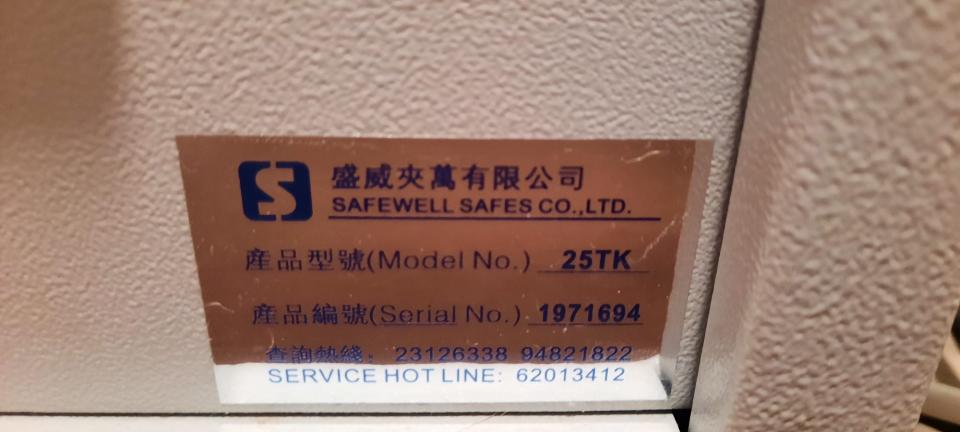 盛威夾萬有限公司
SAFEWELL SAFES CO.,LTD.
產品型號(Model No.) 25TK
產品編號(Serial No.) 1971694
查詢熱綫: 23126338 94821822
SERVICE HOT LINE: 62013412